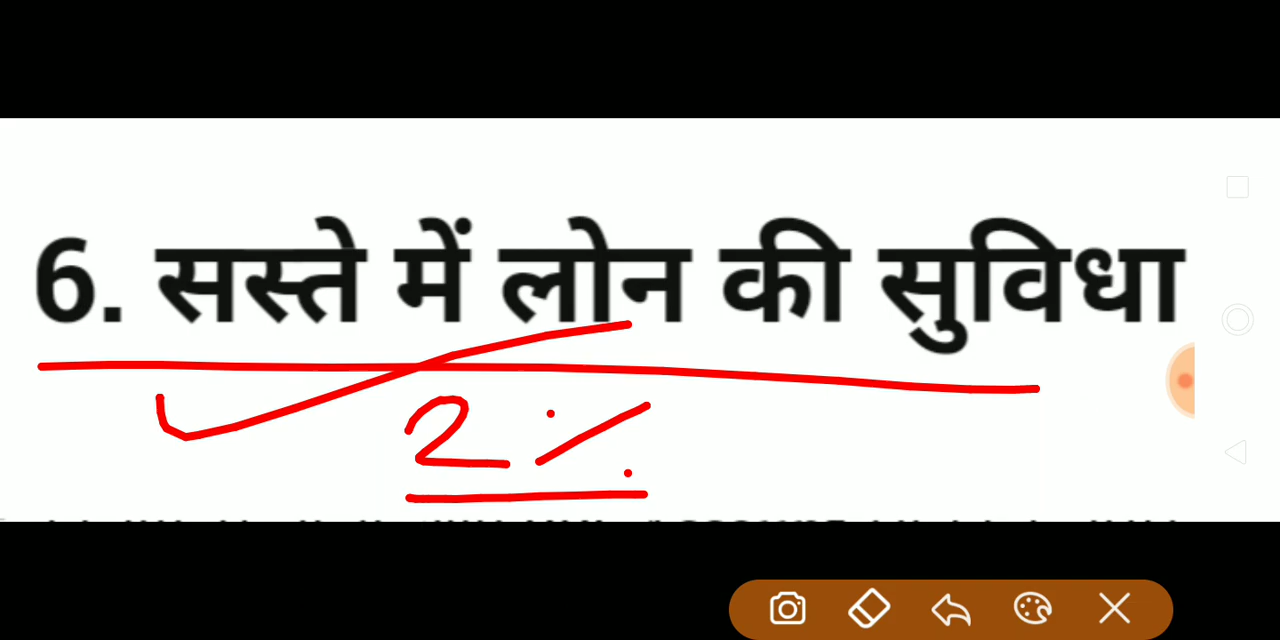 6. सस्ते में लोन की सुविधा
2%